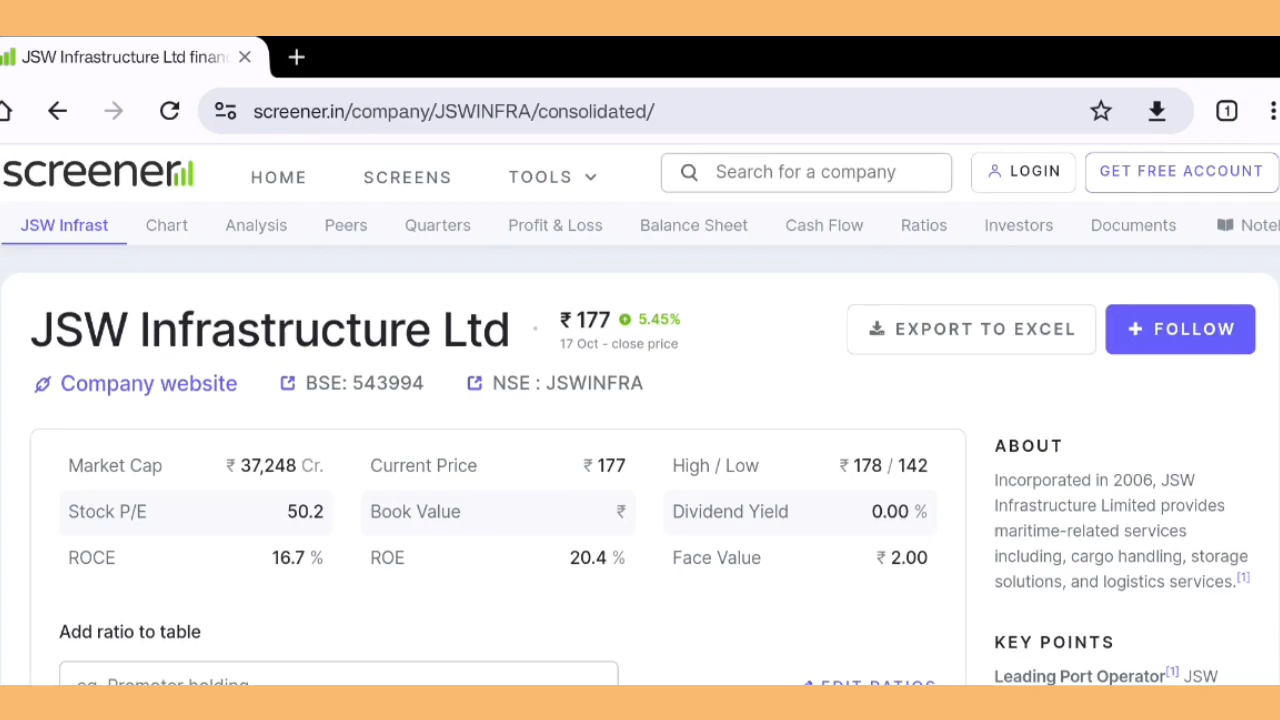 JSW Infrastructure Ltd finan
screener.in/company/JSWINFRA/consolidated/
1
screener
HOME
SCREENS
TOOLS
Search for a company
LOGIN
GET FREE ACCOUNT
JSW Infrast
Chart
Analysis
Peers
Quarters
Profit & Loss
Balance Sheet
Cash Flow
Ratios
Investors
Documents
Note
JSW Infrastructure Ltd
₹ 177
5.45%
17 Oct - close price
EXPORT TO EXCEL
FOLLOW
Company website
BSE: 543994
NSE : JSWINFRA
Market Cap ₹ 37,248 Cr.
Current Price ₹ 177
High / Low ₹ 178 / 142
Stock P/E 50.2
Book Value ₹
Dividend Yield 0.00 %
ROCE 16.7 %
ROE 20.4 %
Face Value ₹ 2.00
Add ratio to table
eg. Promoter holding
EDIT RATIOS
ABOUT
Incorporated in 2006, JSW
Infrastructure Limited provides
maritime-related services
including, cargo handling, storage
solutions, and logistics services.[1]
KEY POINTS
Leading Port Operator[1] JSW